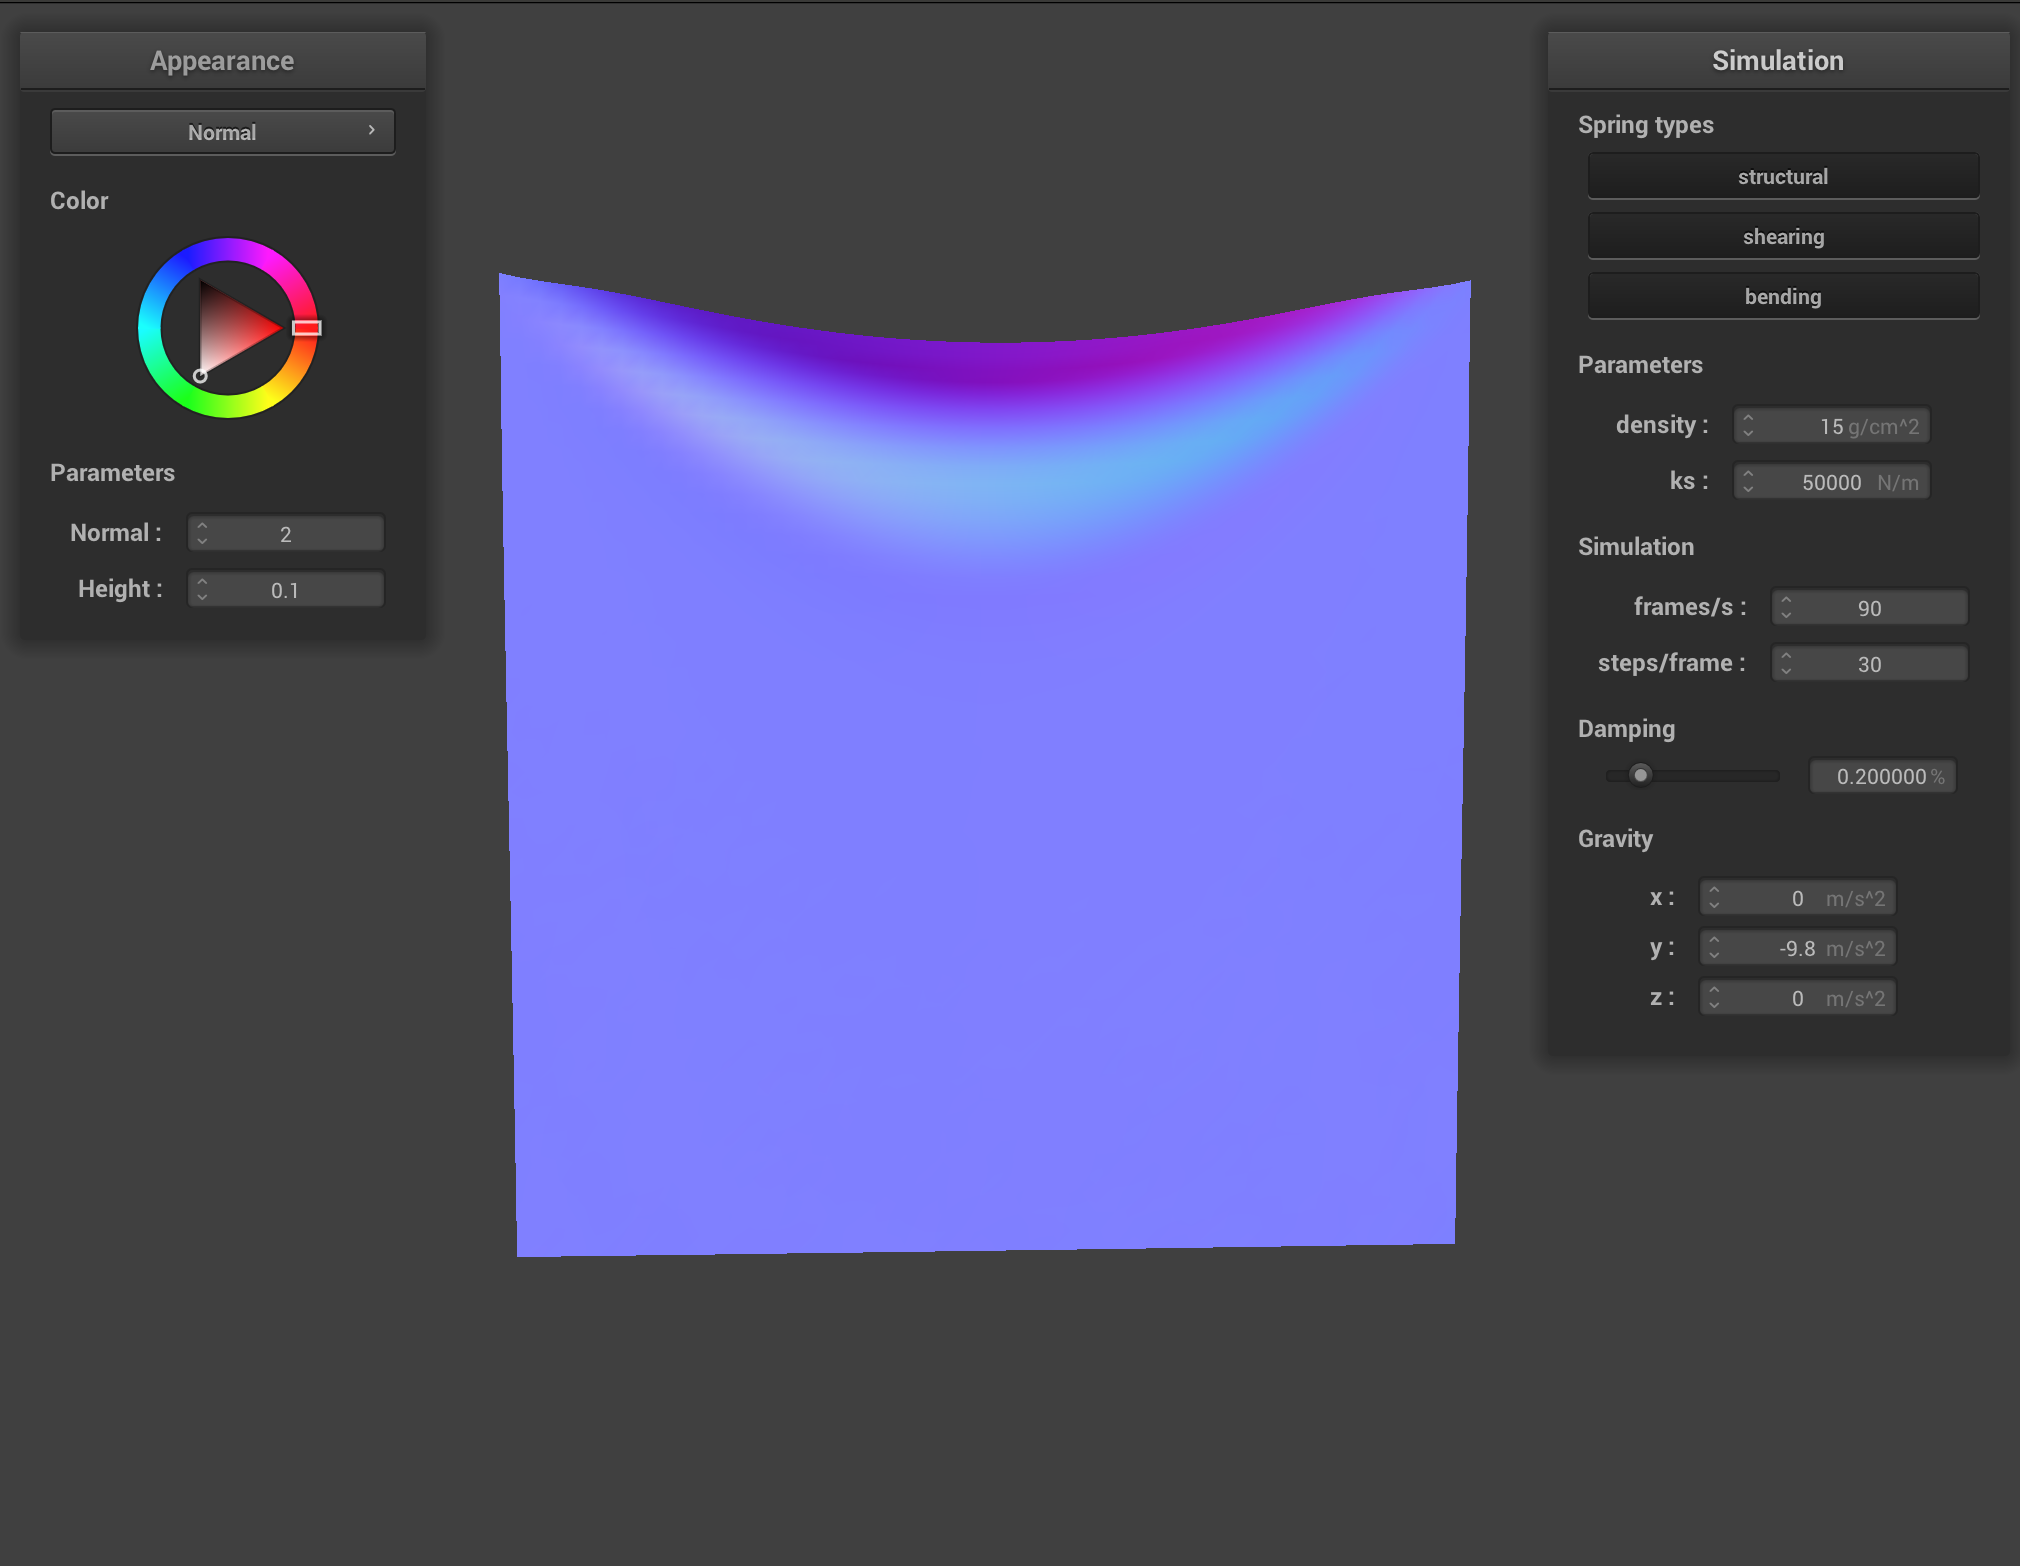 Appearance
Normal
Color
Parameters
Normal : 2
Height : 0.1
Simulation
Spring types
structural
shearing
bending
Parameters
density : 15 g/cm^2
ks : 50000 N/m
Simulation
frames/s : 90
steps/frame : 30
Damping
0.200000 %
Gravity
x : 0 m/s^2
y : -9.8 m/s^2
z : 0 m/s^2